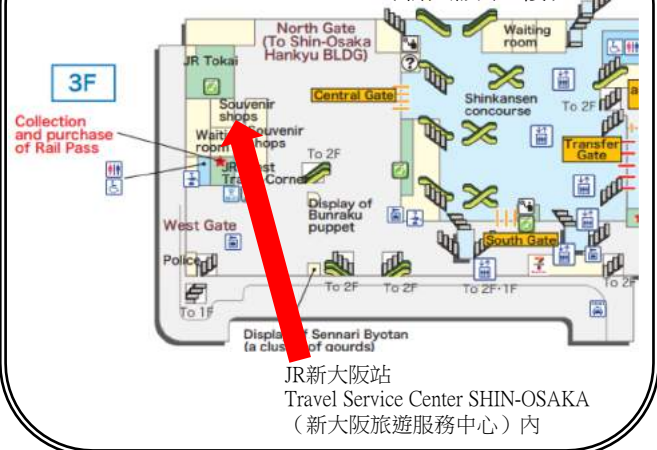 North Gate
(To Shin-Osaka
Hankyu BLDG)
Waiting
room
JR Tokai
3F
Central Gate
Souvenir
shops
Shinkansen
concourse
To 2F
Collection
and purchase
of Rail Pass
Souvenir
Shops
room
To 2F
Transfer
Gate
Display of
Bunraku
puppet
West Gate
South Gate
Police
To 2F
To 2F
To 2F·1F
To 2F
To 1F
Sennari Byotan
(a clus of gourds)
JR新大阪站
Travel Service Center SHIN-OSAKA
（新大阪旅遊服務中心）內